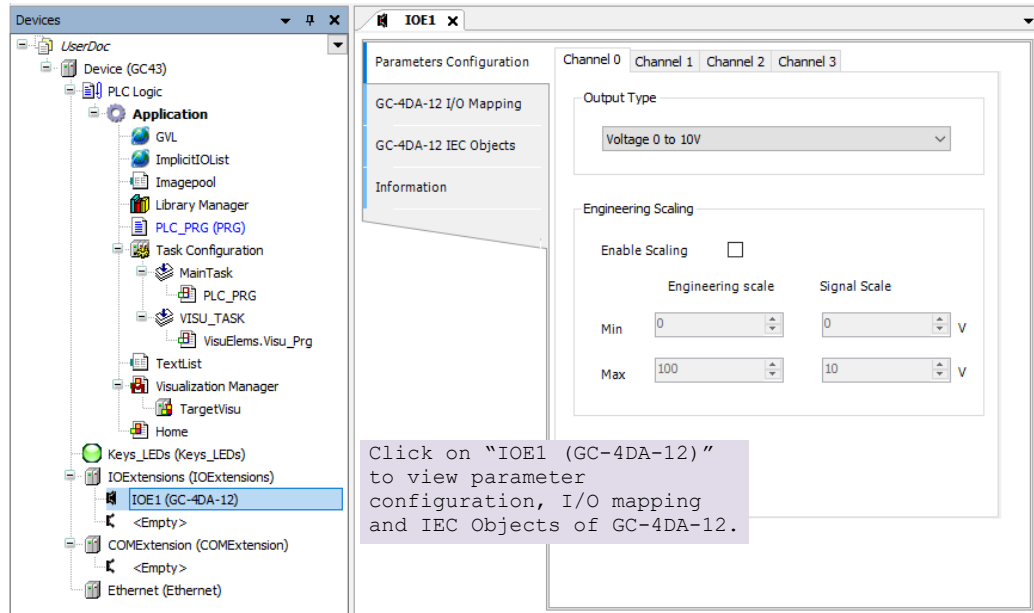 Devices
UserDoc
Device (GC43)
PLC Logic
Application
GVL
ImplicitIOList
Imagepool
Library Manager
PLC_PRG (PRG)
Task Configuration
MainTask
PLC_PRG
VISU_TASK
VisuElems.Visu_Prg
TextList
Visualization Manager
TargetVisu
Home
Keys_LEDs (Keys_LEDs)
IOExtensions (IOExtensions)
IOE1 (GC-4DA-12)
<Empty>
COMExtension (COMExtension)
<Empty>
Ethernet (Ethernet)
IOE1
Parameters Configuration
GC-4DA-12 I/O Mapping
GC-4DA-12 IEC Objects
Information
Channel 0 Channel 1 Channel 2 Channel 3
Output Type
Voltage 0 to 10V
Engineering Scaling
Enable Scaling
Engineering scale Signal Scale
Min 0 0 V
Max 100 10 V
Click on “IOE1 (GC-4DA-12)”
to view parameter
configuration, I/O mapping
and IEC Objects of GC-4DA-12.